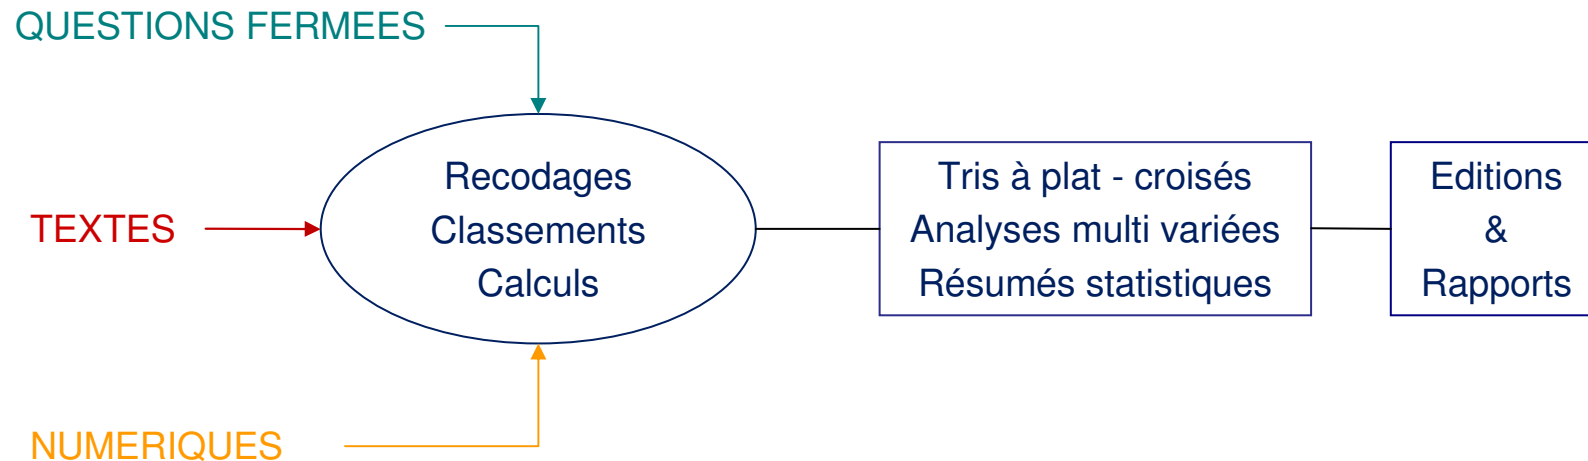 QUESTIONS FERMEES
TEXTES
Recodages
Classements
Calculs
Tris à plat - croisés
Analyses multi variées
Résumés statistiques
Editions
&
Rapports
NUMERIQUES